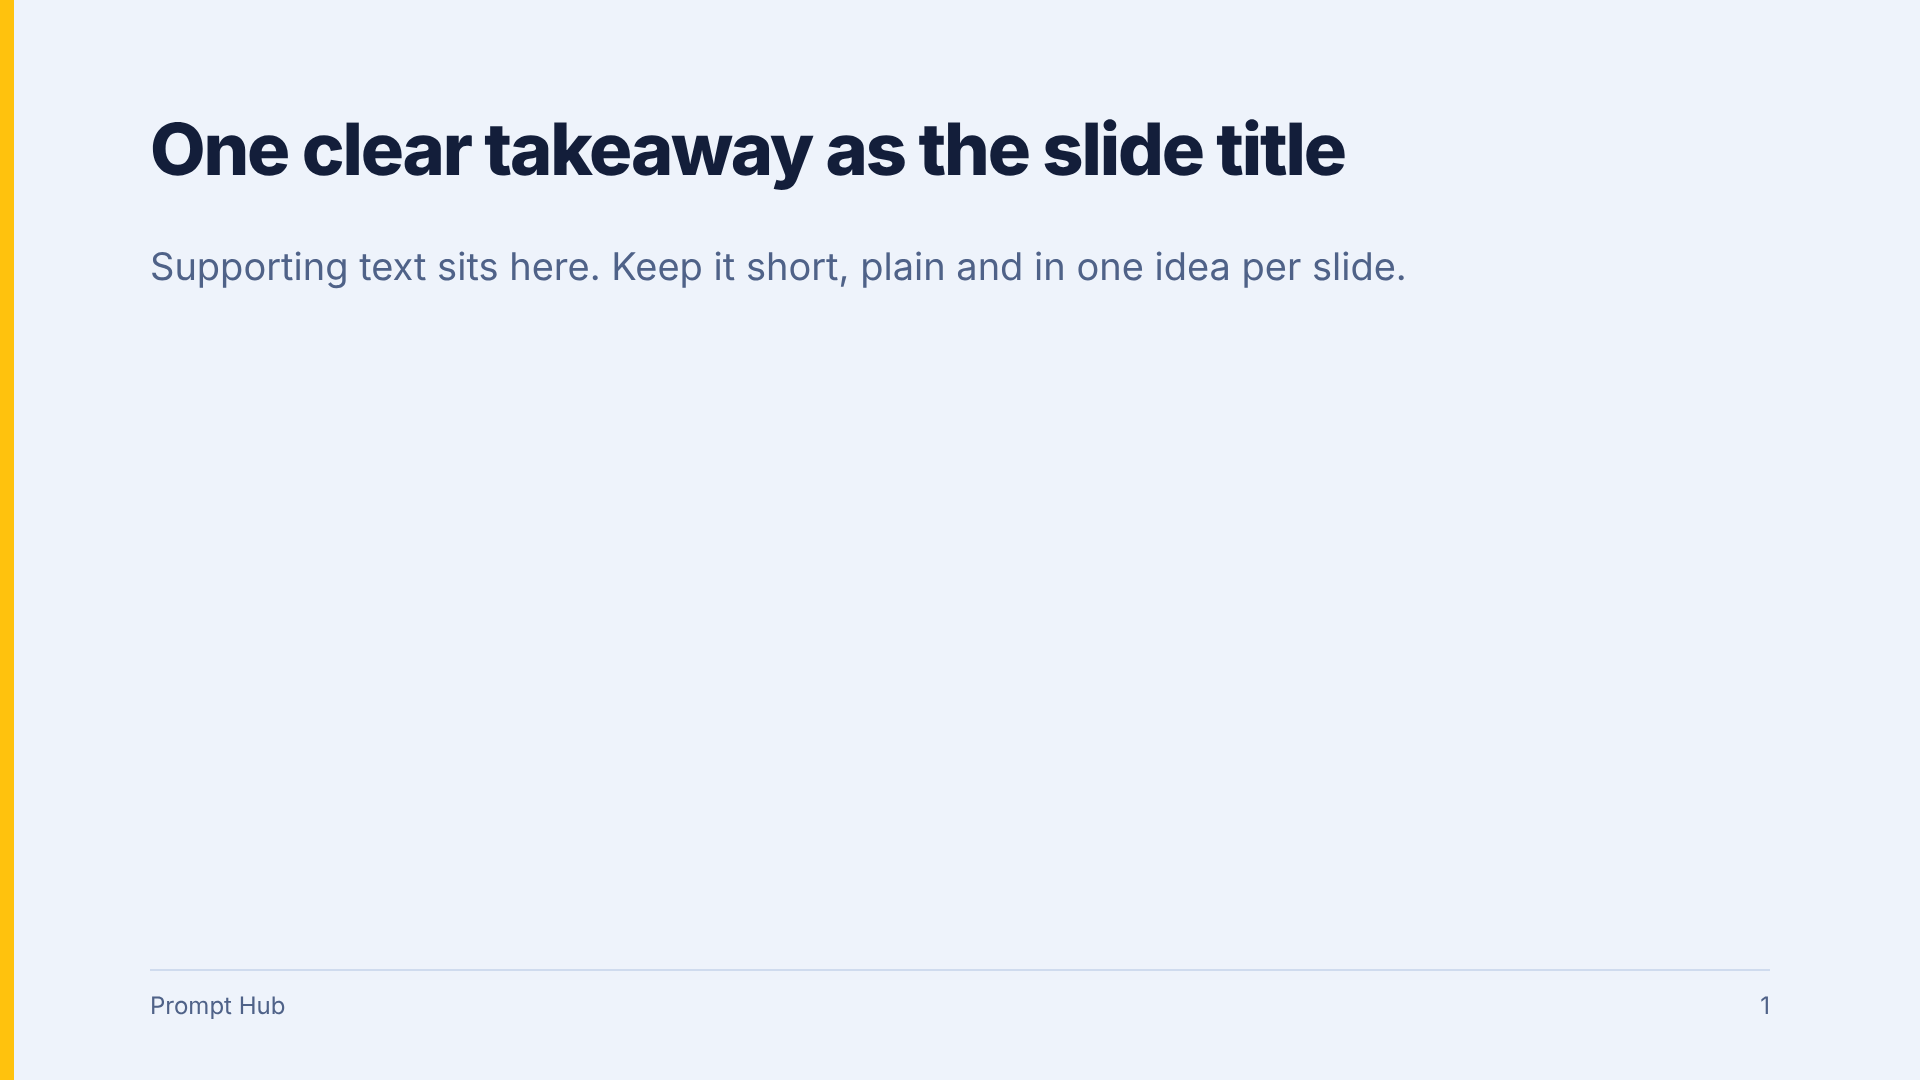 One clear takeaway as the slide title
Supporting text sits here. Keep it short, plain and in one idea per slide.
Prompt Hub
1